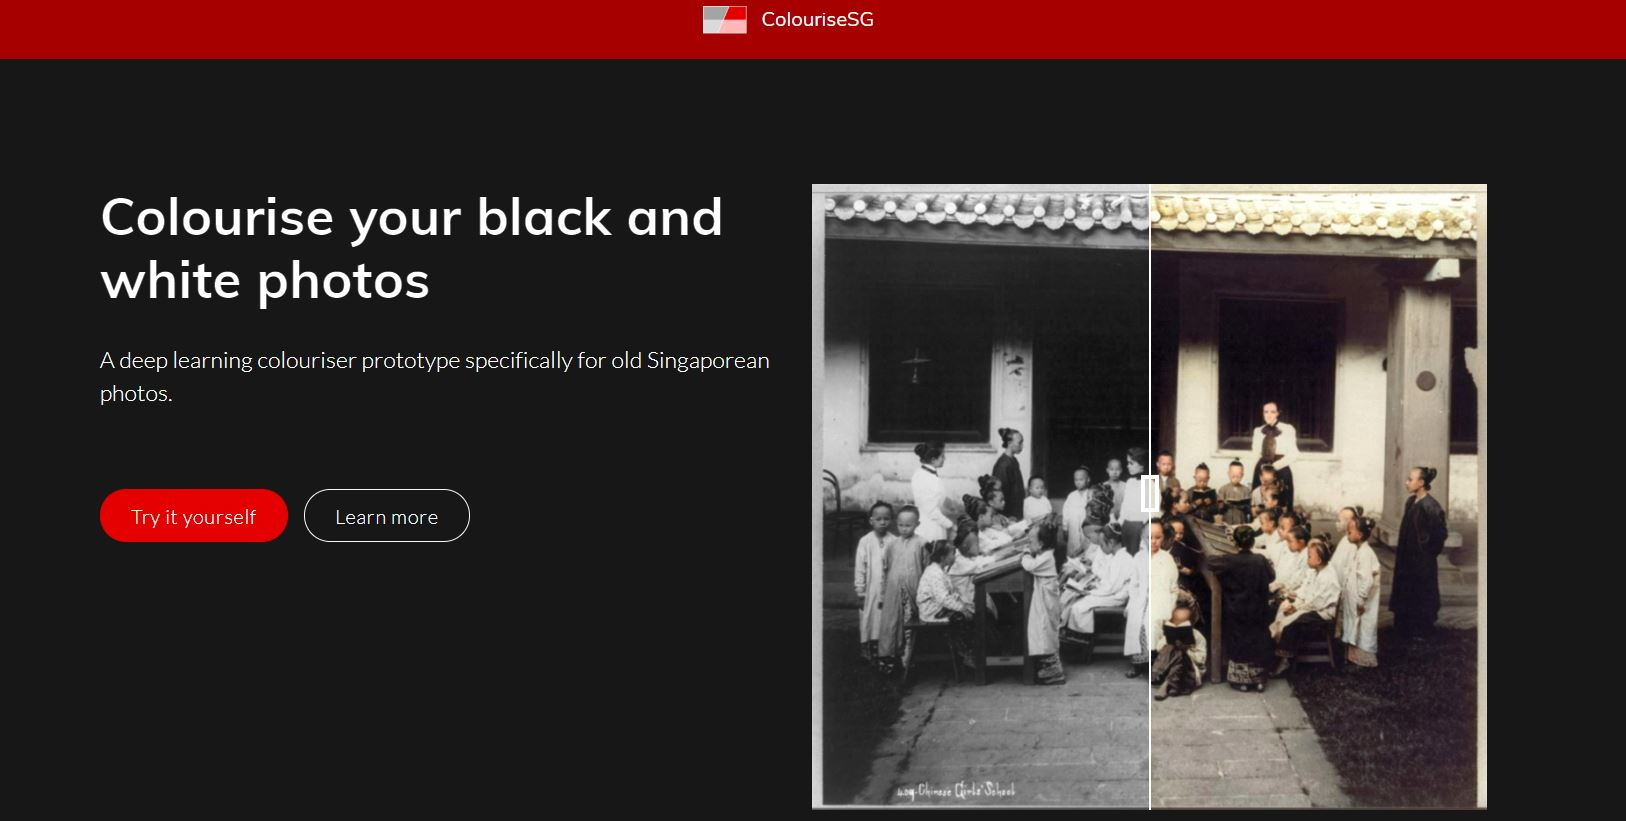 ColouriseSG
Colourise your black and
white photos
A deep learning colouriser prototype specifically for old Singaporean
photos.
Try it yourself
Learn more
Chinese Girls' School